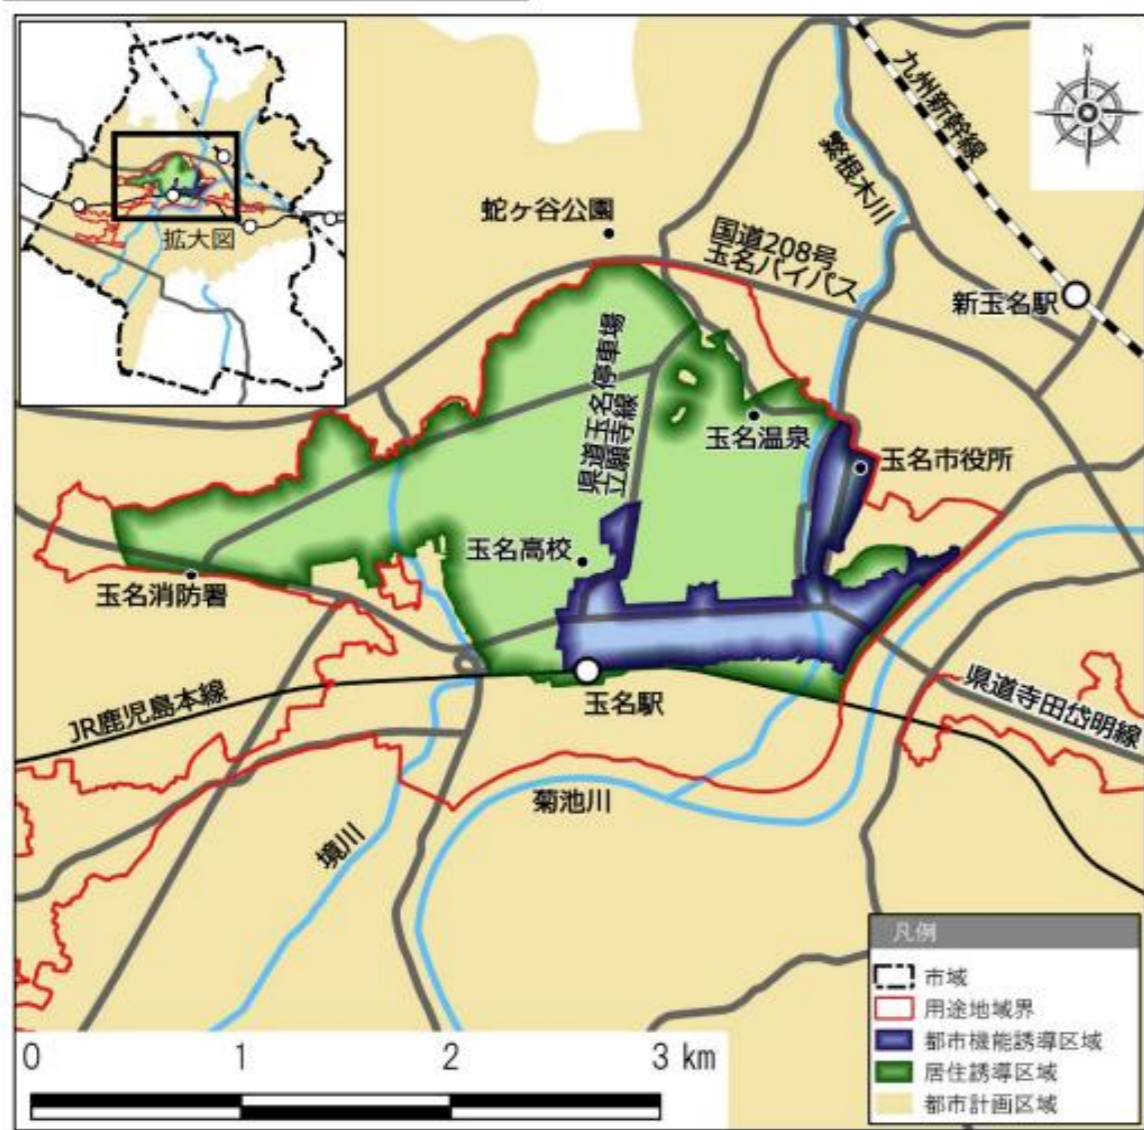 拡大図
N
九州新幹線
繁根木川
蛇ヶ谷公園
国道208号
玉名バイパス
新玉名駅
県道玉名停車場
立願寺線
玉名温泉
玉名市役所
玉名高校
玉名消防署
JR鹿児島本線
玉名駅
県道寺田岱明線
菊池川
境川
凡例
市域
用途地域界
都市機能誘導区域
居住誘導区域
都市計画区域
0 1 2 3 km